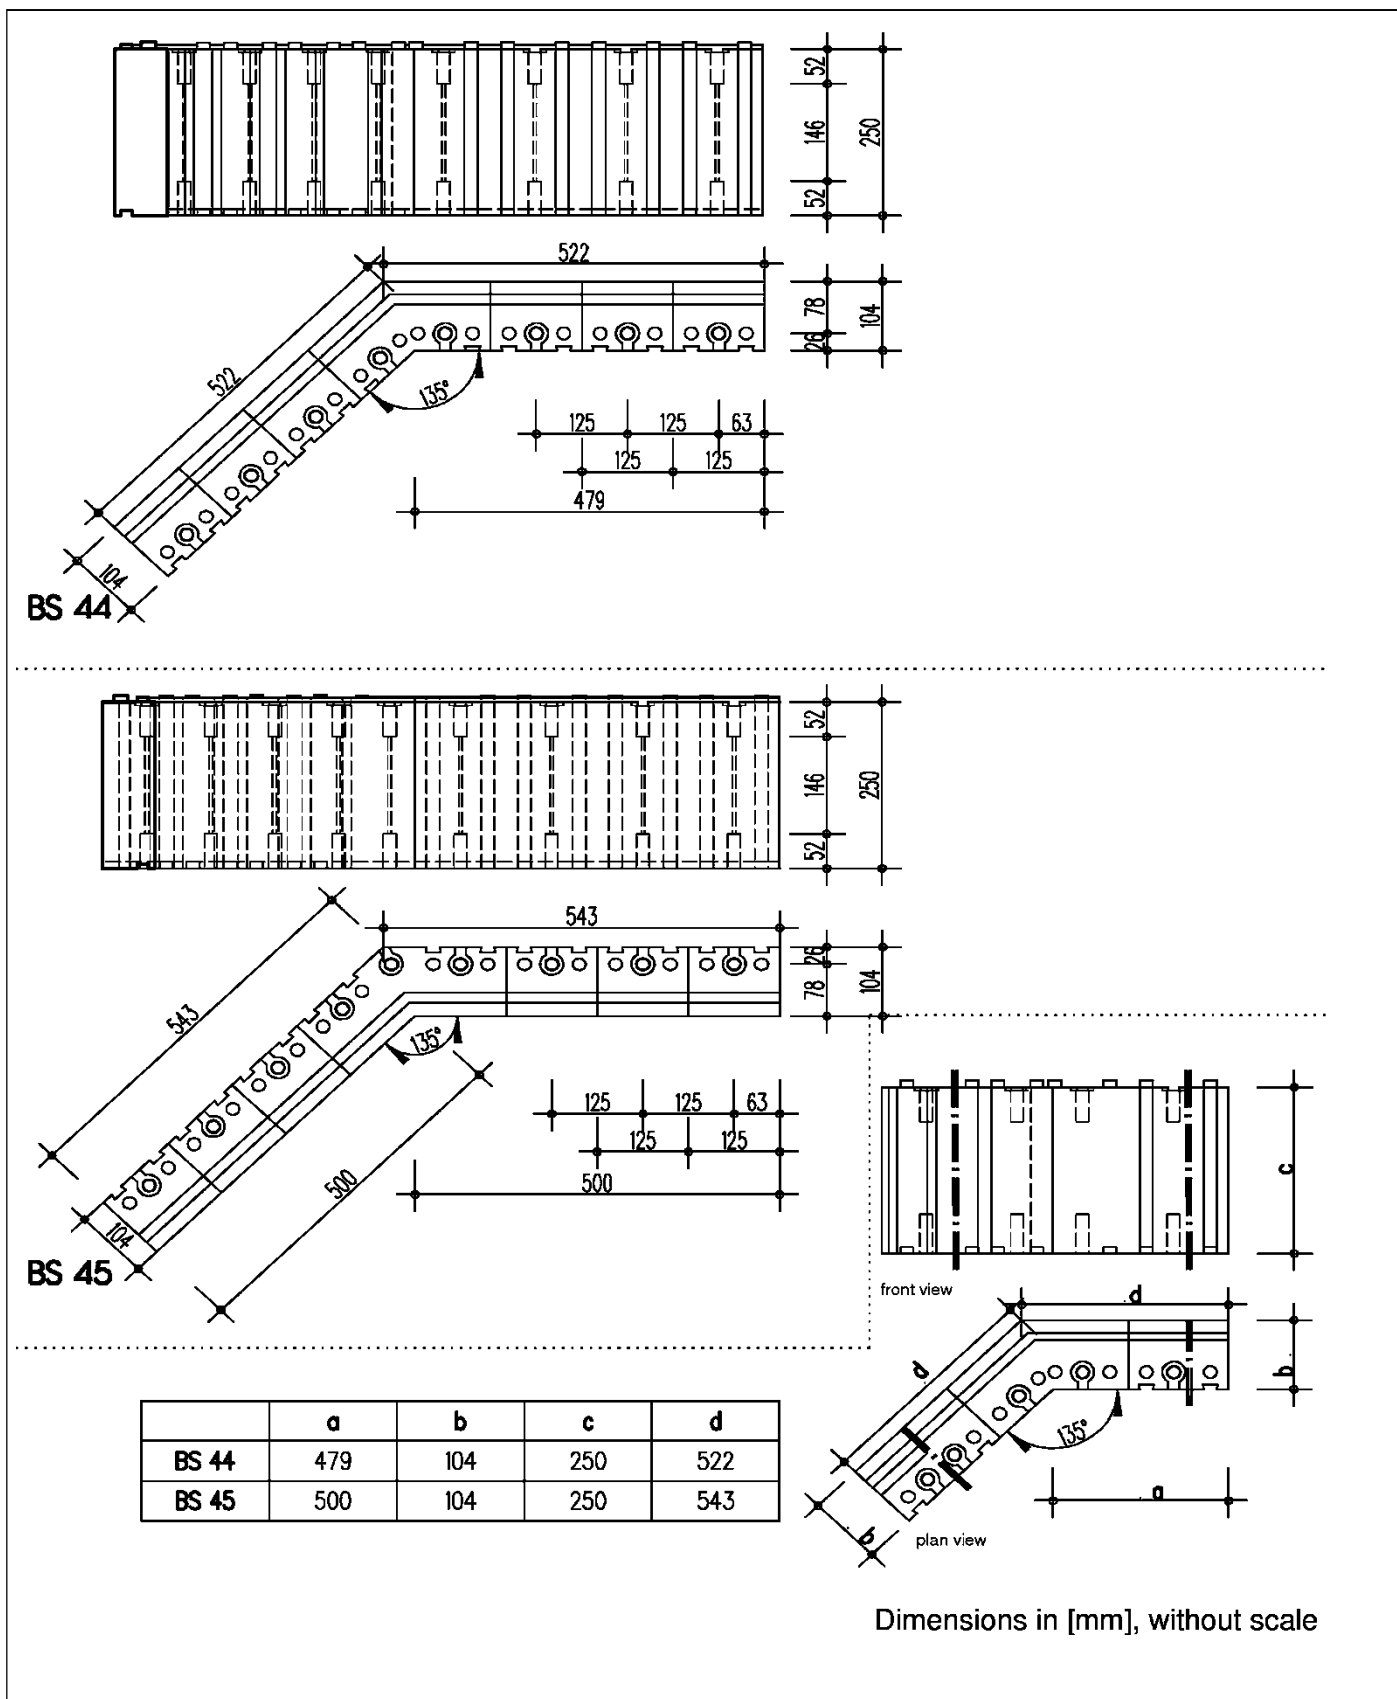 52
146
250
52
522
78
104
26
522
135°
125 125 63
125 125
479
104
BS 44
52
146
250
52
543
26
104
78
543
135°
125 125 63
125 125
500
500
104
BS 45
c
front view
d
d
b
135°
a
b
plan view
a b c d
BS 44 479 104 250 522
BS 45 500 104 250 543
Dimensions in [mm], without scale